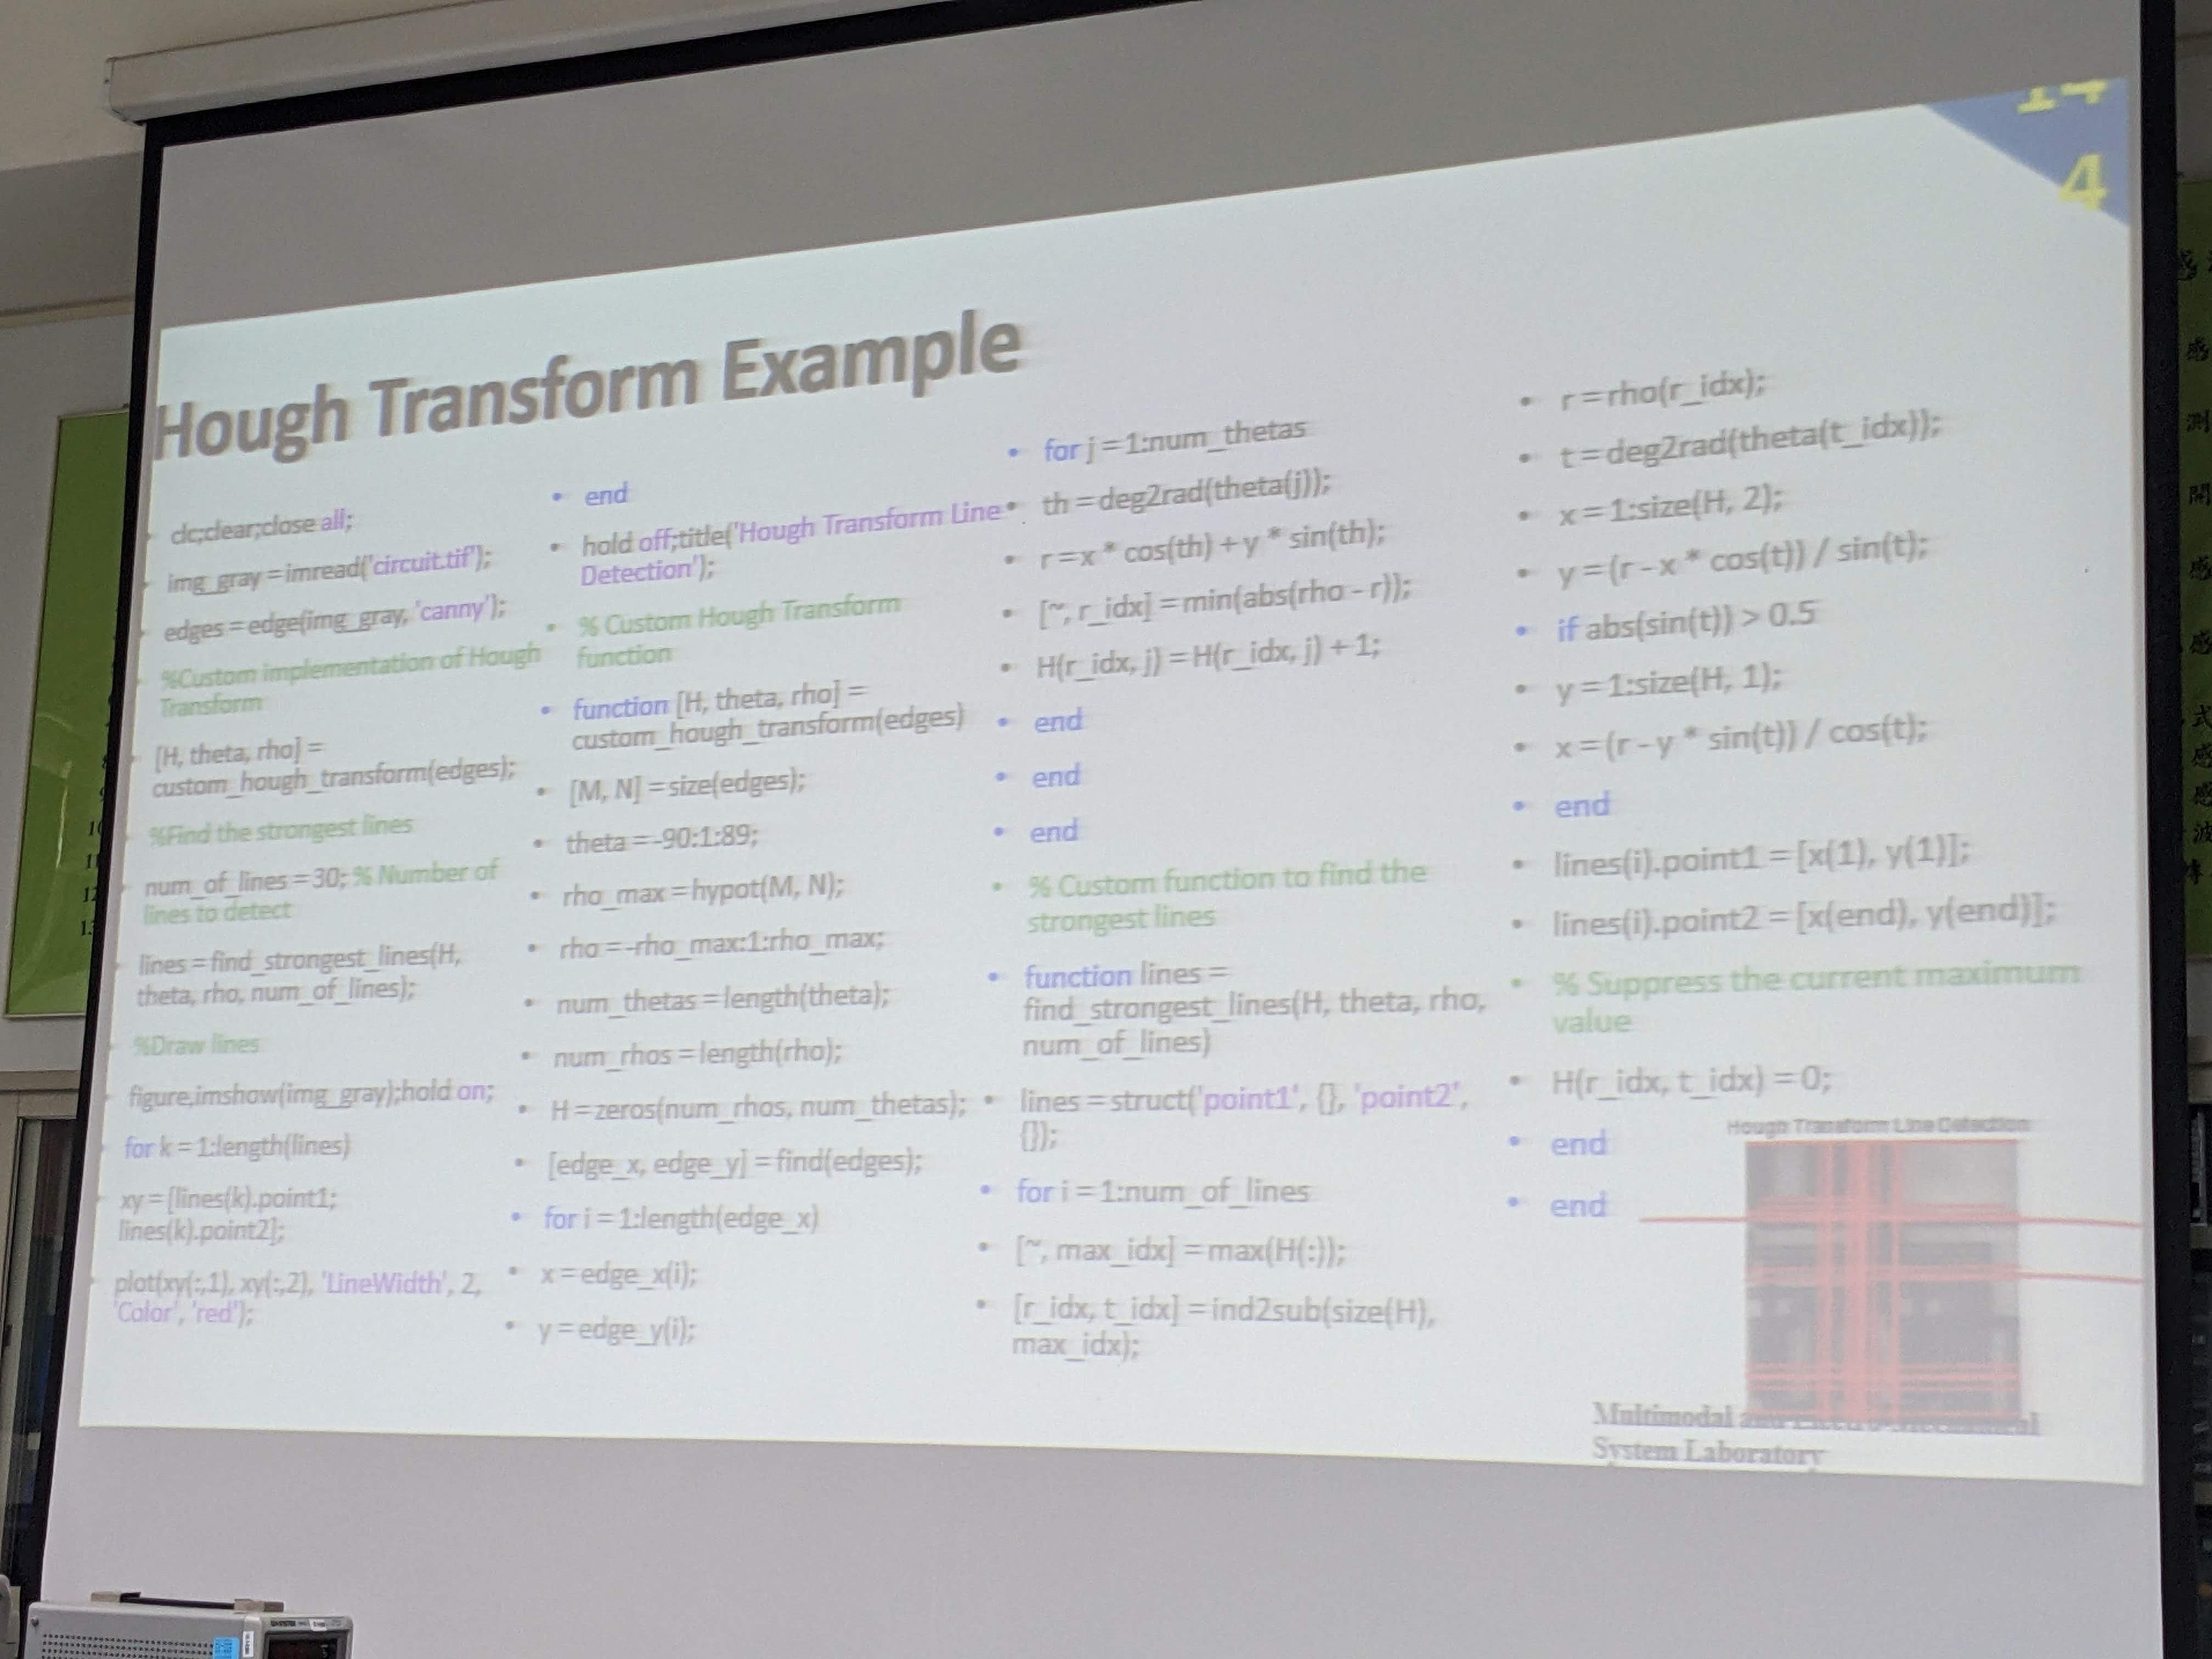 14
4
Hough Transform Example
clc;clear;close all;
img_gray = imread('circuit.tif');
edges = edge(img_gray, 'canny');
%Custom implementation of Hough
Transform
[H, theta, rho] =
custom_hough_transform(edges);
%Find the strongest lines
num_of_lines = 30; % Number of
lines to detect
lines = find_strongest_lines(H,
theta, rho, num_of_lines);
%Draw lines
figure,imshow(img_gray);hold on;
for k = 1:length(lines)
xy = [lines(k).point1;
lines(k).point2];
plot(xy(:,1), xy(:,2), 'LineWidth', 2,
'Color', 'red');
• end
• hold off;title('Hough Transform Line
Detection');
• % Custom Hough Transform
function
• function [H, theta, rho] =
custom_hough_transform(edges)
• [M, N] = size(edges);
• theta = -90:1:89;
• rho_max = hypot(M, N);
• rho = -rho_max:1:rho_max;
• num_thetas = length(theta);
• num_rhos = length(rho);
• H = zeros(num_rhos, num_thetas);
• [edge_x, edge_y] = find(edges);
• for i = 1:length(edge_x)
• x = edge_x(i);
• y = edge_y(i);
• for j = 1:num_thetas
• th = deg2rad(theta(j));
• r = x * cos(th) + y * sin(th);
• [~, r_idx] = min(abs(rho - r));
• H(r_idx, j) = H(r_idx, j) + 1;
• end
• end
• end
• % Custom function to find the
strongest lines
• function lines =
find_strongest_lines(H, theta, rho,
num_of_lines)
• lines = struct('point1', {}, 'point2',
{});
• for i = 1:num_of_lines
• [~, max_idx] = max(H(:));
• [r_idx, t_idx] = ind2sub(size(H),
max_idx);
• r = rho(r_idx);
• t = deg2rad(theta(t_idx));
• x = 1:size(H, 2);
• y = (r - x * cos(t)) / sin(t);
• if abs(sin(t)) > 0.5
• y = 1:size(H, 1);
• x = (r - y * sin(t)) / cos(t);
• end
• lines(i).point1 = [x(1), y(1)];
• lines(i).point2 = [x(end), y(end)];
• % Suppress the current maximum
value
• H(r_idx, t_idx) = 0;
• end
• end
Hough Transform Line Detection
Multimodal
System Laboratory